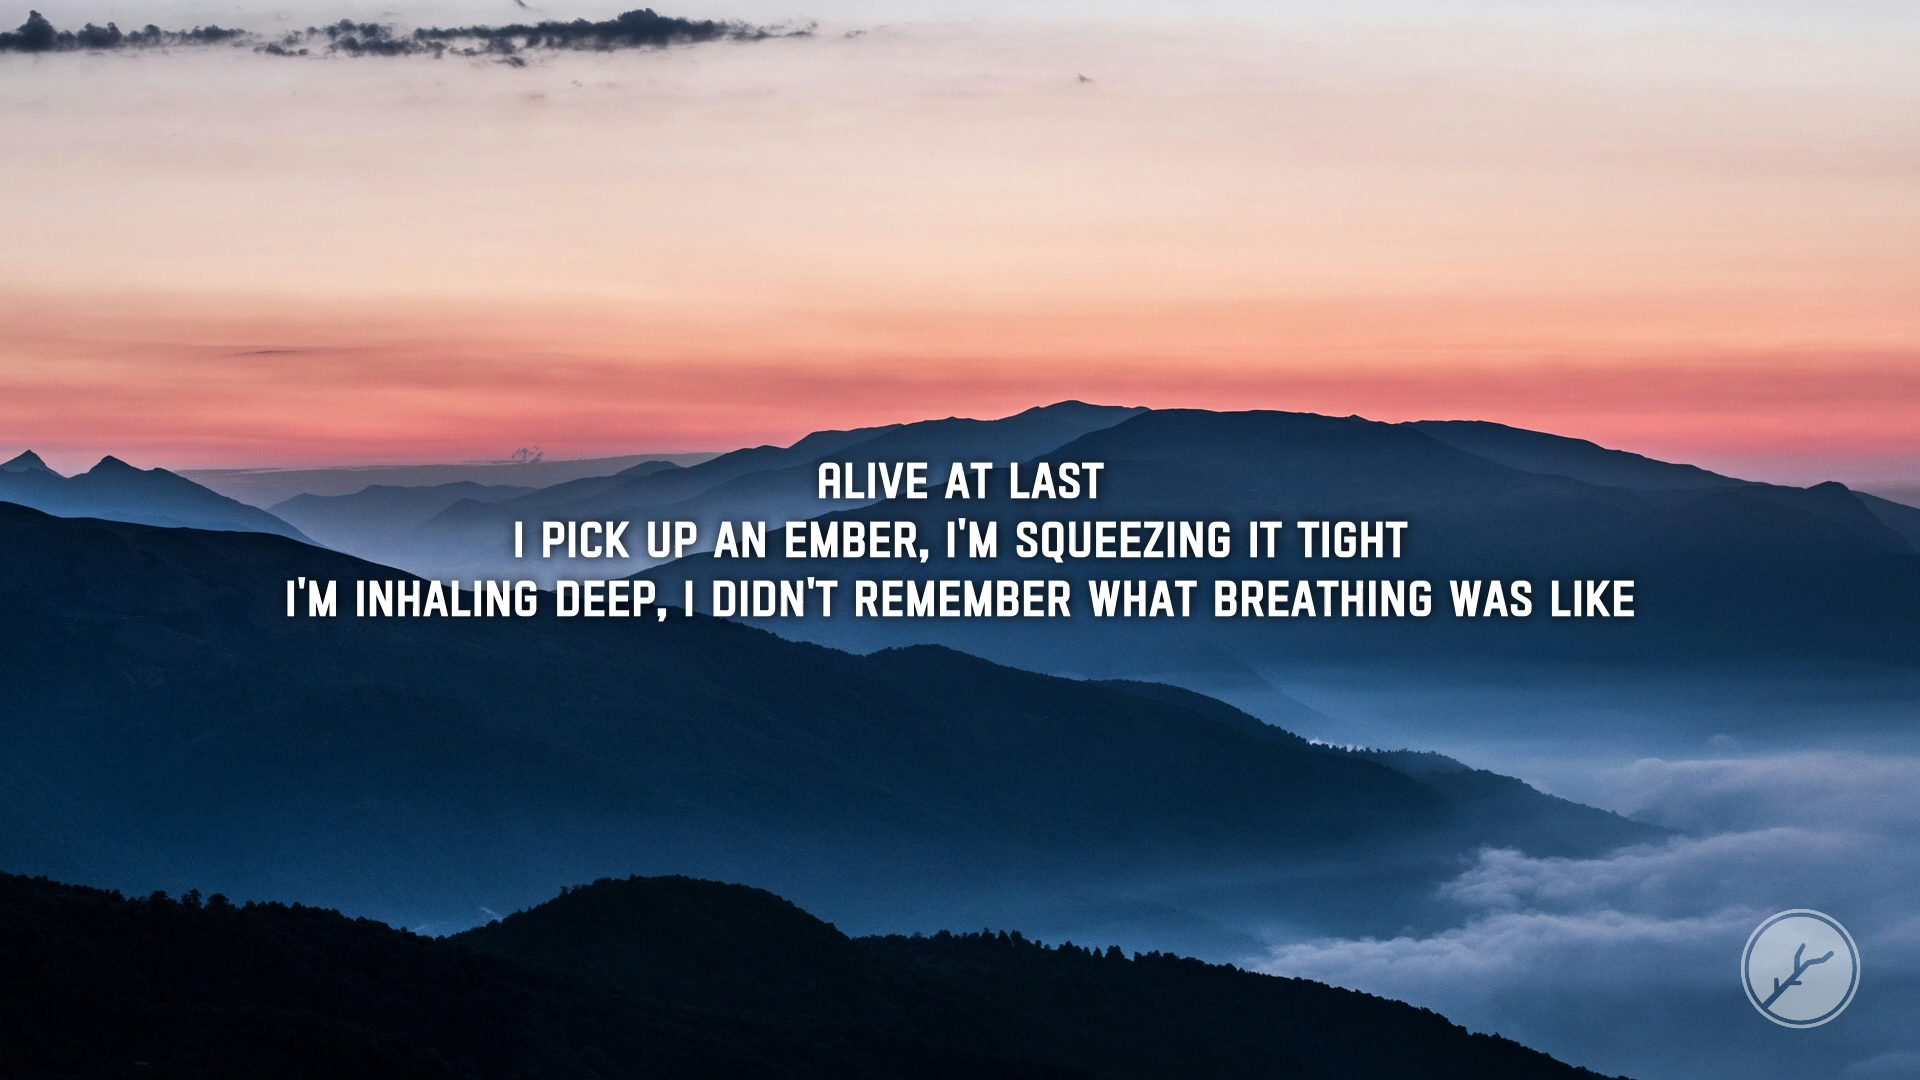 ALIVE AT LAST
I PICK UP AN EMBER, I'M SQUEEZING IT TIGHT
I'M INHALING DEEP, I DIDN'T REMEMBER WHAT BREATHING WAS LIKE